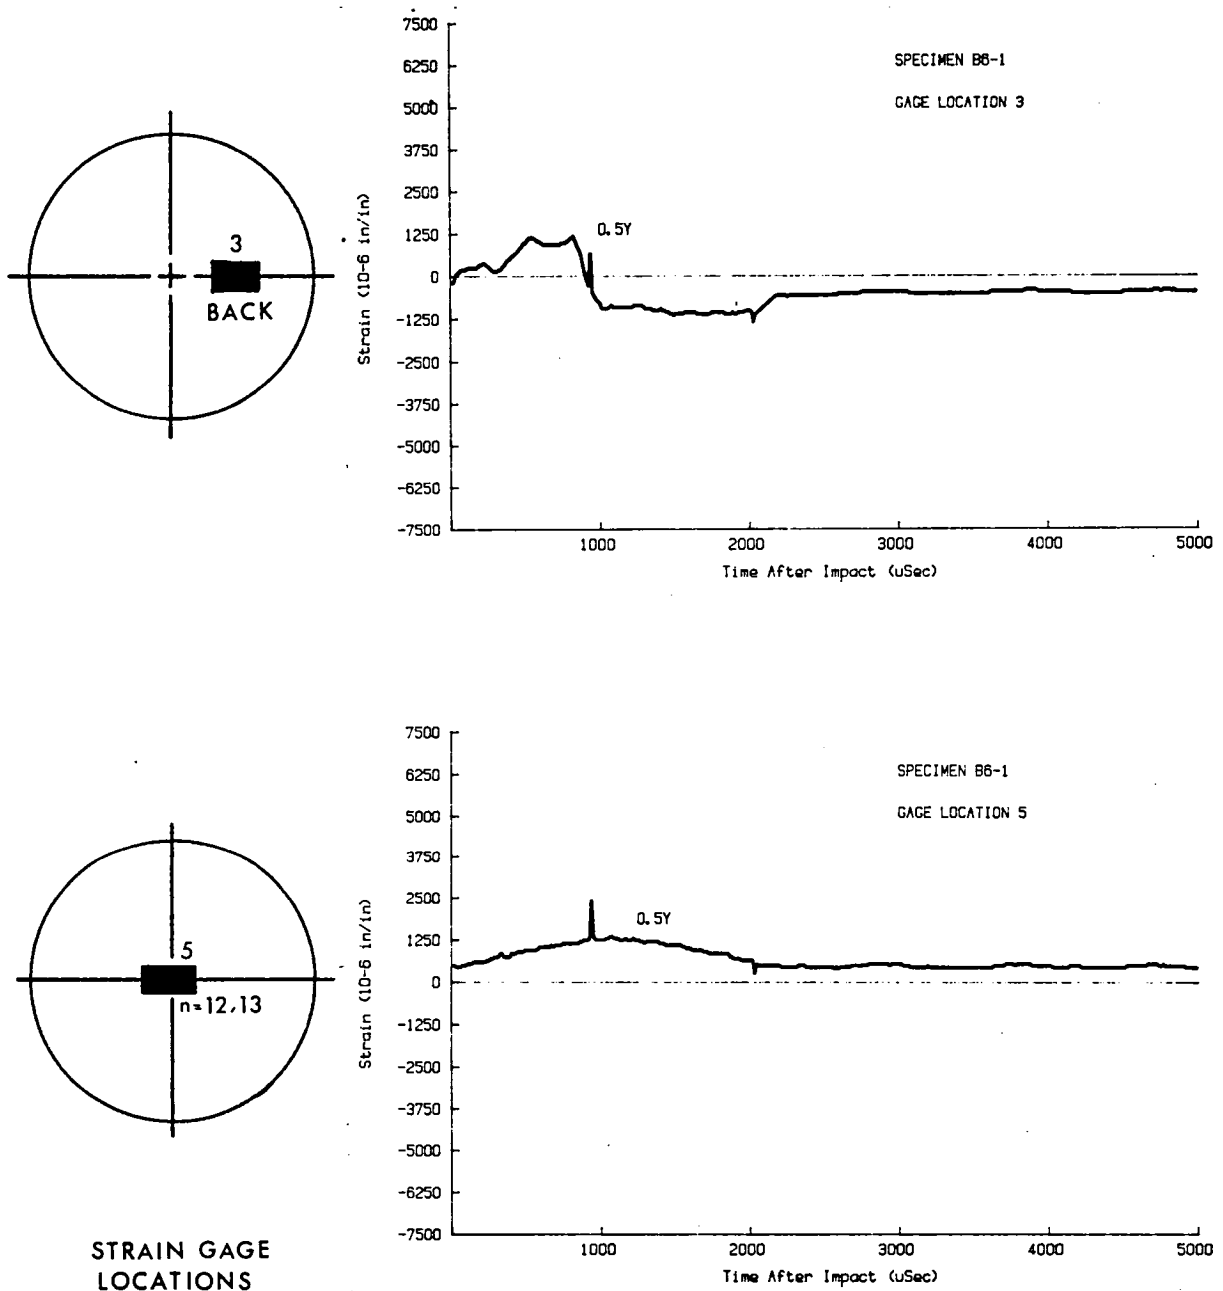 7500
6250
5000
3750
2500
1250
0
-1250
-2500
-3750
-5000
-6250
-7500
Strain (10-6 in/in)
SPECIMEN B6-1
GAGE LOCATION 3
0.5Y
3
BACK
1000
2000
3000
4000
5000
Time After Impact (uSec)
7500
6250
5000
3750
2500
1250
0
-1250
-2500
-3750
-5000
-6250
-7500
Strain (10-6 in/in)
SPECIMEN B6-1
GAGE LOCATION 5
0.5Y
5
n=12,13
1000
2000
3000
4000
5000
Time After Impact (uSec)
STRAIN GAGE
LOCATIONS